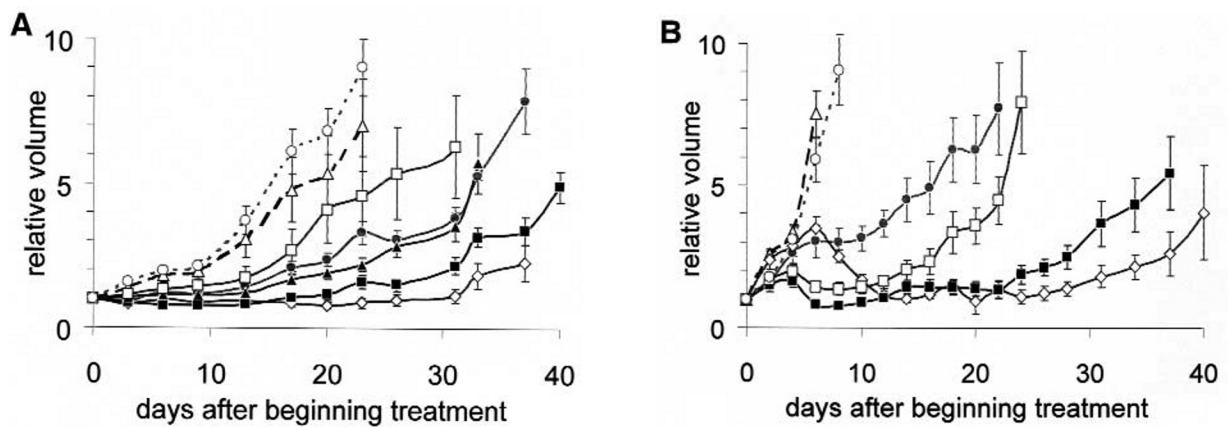 A
10
relative volume
5
0
0 10 20 30 40
days after beginning treatment
B
10
relative volume
5
0
0 10 20 30 40
days after beginning treatment